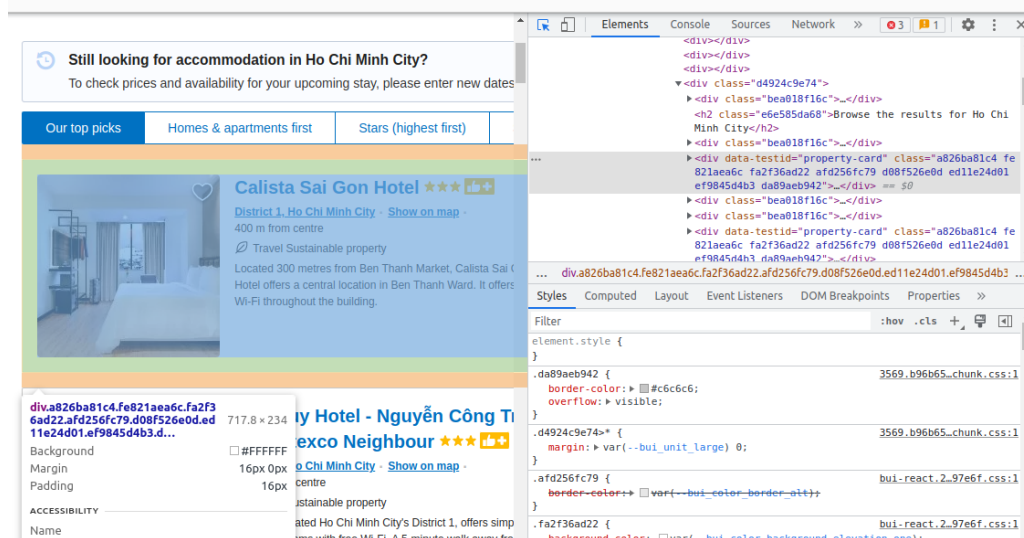 Still looking for accommodation in Ho Chi Minh City?
To check prices and availability for your upcoming stay, please enter new dates
Our top picks
Homes & apartments first
Stars (highest first)
Calista Sai Gon Hotel
District 1, Ho Chi Minh City · Show on map ·
400 m from centre
Travel Sustainable property
Located 300 metres from Ben Thanh Market, Calista Sai G
Hotel offers a central location in Ben Thanh Ward. It offers
Wi-Fi throughout the building.
div.a826ba81c4.fe821aea6c.fa2f3
6ad22.afd256fc79.d08f526e0d.ed
11e24d01.ef9845d4b3.d…
717.8 × 234
Background #FFFFFF
Margin 16px 0px
Padding 16px
ACCESSIBILITY
Name
uy Hotel - Nguyễn Công Tr
texco Neighbour
o Chi Minh City · Show on map ·
centre
ustainable property
ated Ho Chi Minh City's District 1, offers simp
Elements Console Sources Network » 3 1
<div></div>
<div></div>
<div></div>
<div class="d4924c9e74">
<div class="bea018f16c">…</div>
<h2 class="e6e585da68">Browse the results for Ho Chi
Minh City</h2>
<div class="bea018f16c">…</div>
… <div data-testid="property-card" class="a826ba81c4 fe
821aea6c fa2f36ad22 afd256fc79 d08f526e0d ed11e24d01
ef9845d4b3 da89aeb942">…</div> == $0
<div class="bea018f16c">…</div>
<div class="bea018f16c">…</div>
<div data-testid="property-card" class="a826ba81c4 fe
821aea6c fa2f36ad22 afd256fc79 d08f526e0d ed11e24d01
ef9845d4b3 da89aeb942">…</div>
… div.a826ba81c4.fe821aea6c.fa2f36ad22.afd256fc79.d08f526e0d.ed11e24d01.ef9845d4b3 …
Styles Computed Layout Event Listeners DOM Breakpoints Properties »
Filter :hov .cls +
element.style {
}
.da89aeb942 { 3569.b96b65…chunk.css:1
border-color: #c6c6c6;
overflow: visible;
}
.d4924c9e74>* { 3569.b96b65…chunk.css:1
margin: var(--bui_unit_large) 0;
}
.afd256fc79 { bui-react.2…97e6f.css:1
border-color: var(--bui_color_border_alt);
}
.fa2f36ad22 { bui-react.2…97e6f.css:1